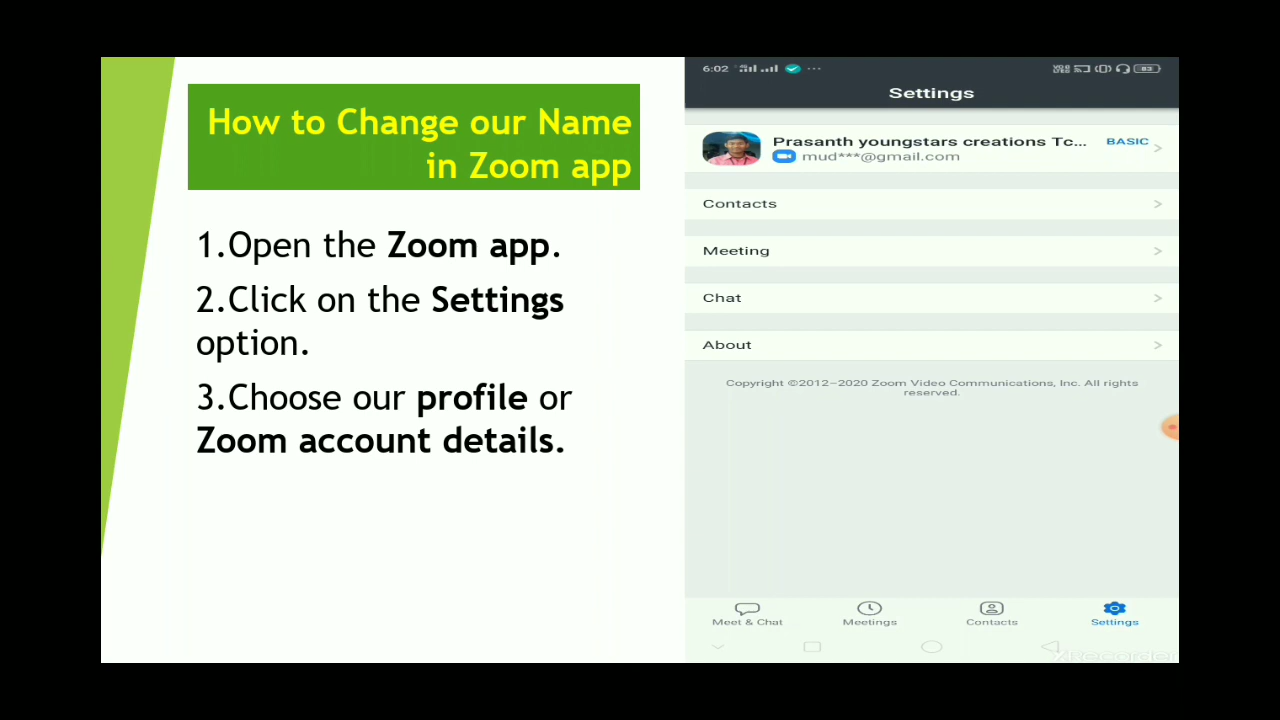 How to Change our Name
in Zoom app
1.Open the Zoom app.
2.Click on the Settings
option.
3.Choose our profile or
Zoom account details.
6:02
83
Settings
Prasanth youngstars creations Tc...
BASIC
mud***@gmail.com
Contacts
Meeting
Chat
About
Copyright ©2012–2020 Zoom Video Communications, Inc. All rights
reserved.
Meet & Chat
Meetings
Contacts
Settings
XRecorder